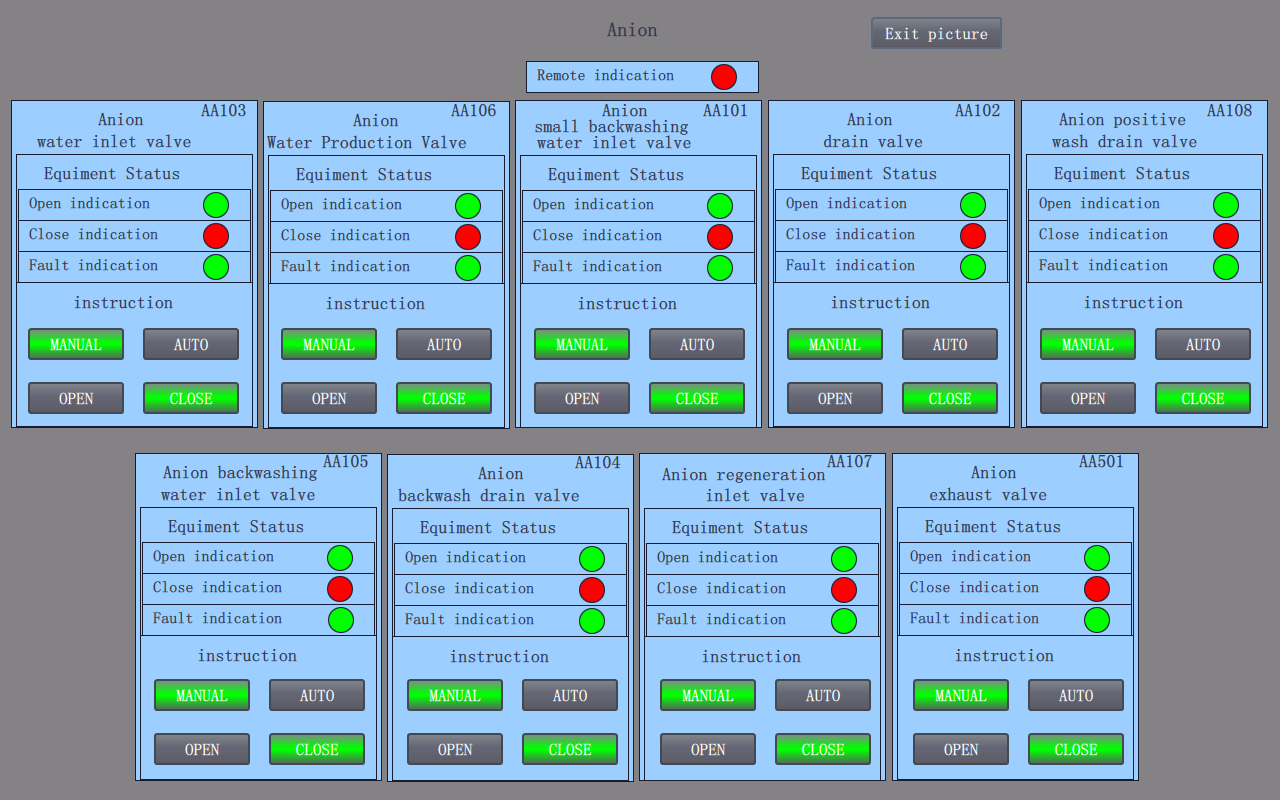 Anion
Exit picture
Remote indication
AA103
Anion
water inlet valve
Equiment Status
Open indication
Close indication
Fault indication
instruction
MANUAL AUTO
OPEN CLOSE
AA106
Anion
Water Production Valve
Equiment Status
Open indication
Close indication
Fault indication
instruction
MANUAL AUTO
OPEN CLOSE
Anion AA101
small backwashing
water inlet valve
Equiment Status
Open indication
Close indication
Fault indication
instruction
MANUAL AUTO
OPEN CLOSE
AA102
Anion
drain valve
Equiment Status
Open indication
Close indication
Fault indication
instruction
MANUAL AUTO
OPEN CLOSE
AA108
Anion positive
wash drain valve
Equiment Status
Open indication
Close indication
Fault indication
instruction
MANUAL AUTO
OPEN CLOSE
AA105
Anion backwashing
water inlet valve
Equiment Status
Open indication
Close indication
Fault indication
instruction
MANUAL AUTO
OPEN CLOSE
AA104
Anion
backwash drain valve
Equiment Status
Open indication
Close indication
Fault indication
instruction
MANUAL AUTO
OPEN CLOSE
AA107
Anion regeneration
inlet valve
Equiment Status
Open indication
Close indication
Fault indication
instruction
MANUAL AUTO
OPEN CLOSE
AA501
Anion
exhaust valve
Equiment Status
Open indication
Close indication
Fault indication
instruction
MANUAL AUTO
OPEN CLOSE